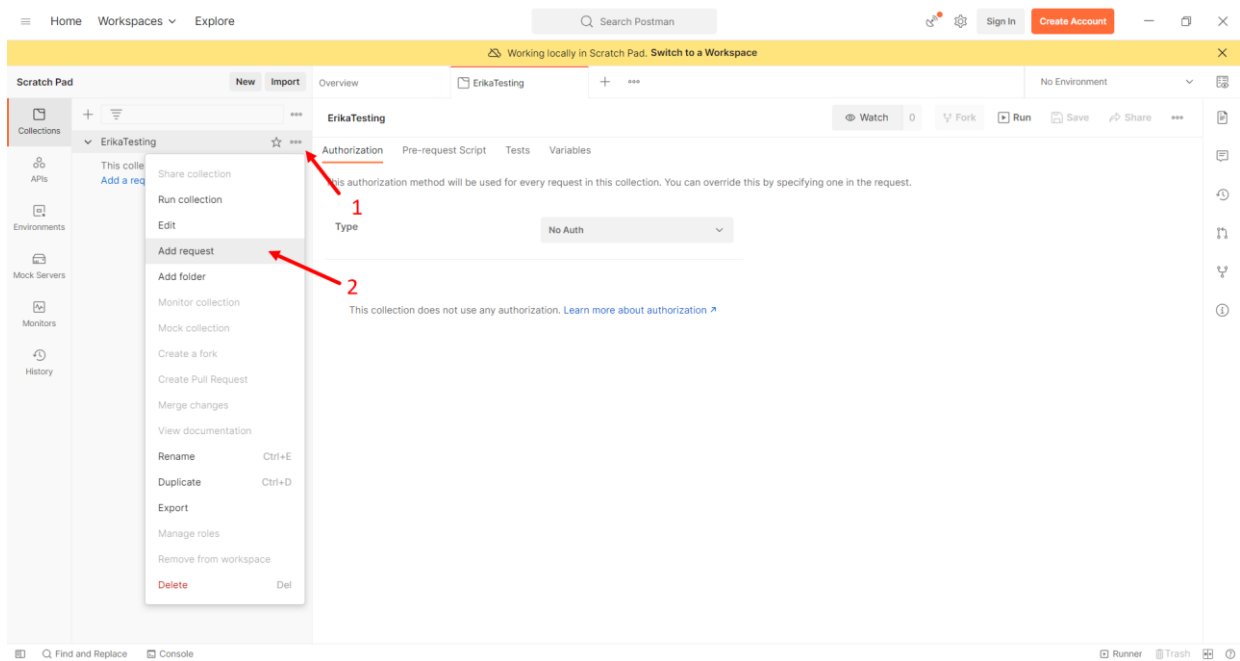 Home Workspaces Explore Search Postman Sign In Create Account
Working locally in Scratch Pad. Switch to a Workspace
Scratch Pad New Import Overview ErikaTesting No Environment
Collections
APIs
Environments
Mock Servers
Monitors
History
ErikaTesting
This colle
Add a req
Share collection
Run collection
Edit
Add request
Add folder
Monitor collection
Mock collection
Create a fork
Create Pull Request
Merge changes
View documentation
Rename Ctrl+E
Duplicate Ctrl+D
Export
Manage roles
Remove from workspace
Delete Del
ErikaTesting Watch 0 Fork Run Save Share
Authorization Pre-request Script Tests Variables
his authorization method will be used for every request in this collection. You can override this by specifying one in the request.
1
Type No Auth
2
This collection does not use any authorization. Learn more about authorization
Find and Replace Console Runner Trash